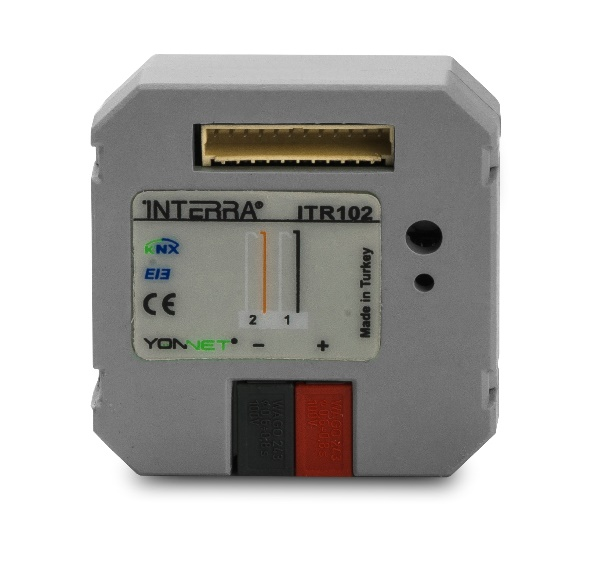 INTERRA® ITR102
KNX
EIB
CE
2 1
Made in Turkey
YONNET®
- +